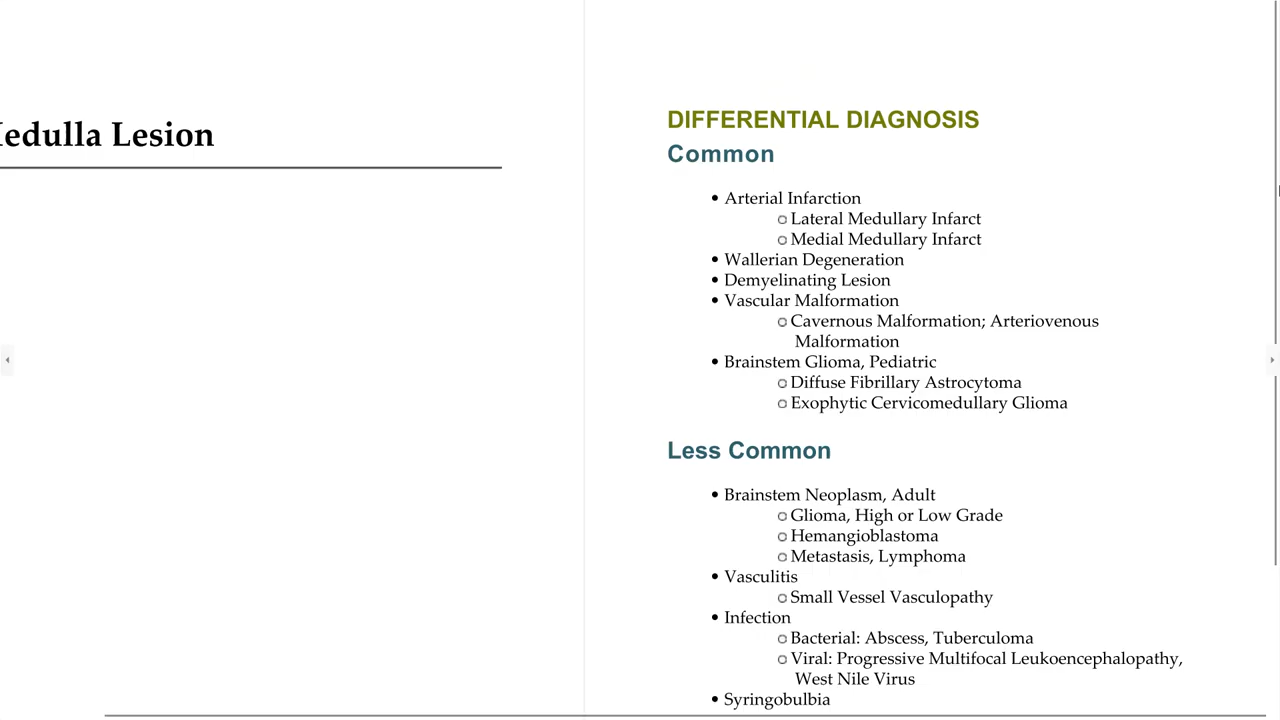 Medulla Lesion
DIFFERENTIAL DIAGNOSIS
Common
• Arterial Infarction
○ Lateral Medullary Infarct
○ Medial Medullary Infarct
• Wallerian Degeneration
• Demyelinating Lesion
• Vascular Malformation
○ Cavernous Malformation; Arteriovenous
Malformation
• Brainstem Glioma, Pediatric
○ Diffuse Fibrillary Astrocytoma
○ Exophytic Cervicomedullary Glioma
Less Common
• Brainstem Neoplasm, Adult
○ Glioma, High or Low Grade
○ Hemangioblastoma
○ Metastasis, Lymphoma
• Vasculitis
○ Small Vessel Vasculopathy
• Infection
○ Bacterial: Abscess, Tuberculoma
○ Viral: Progressive Multifocal Leukoencephalopathy,
West Nile Virus
• Syringobulbia